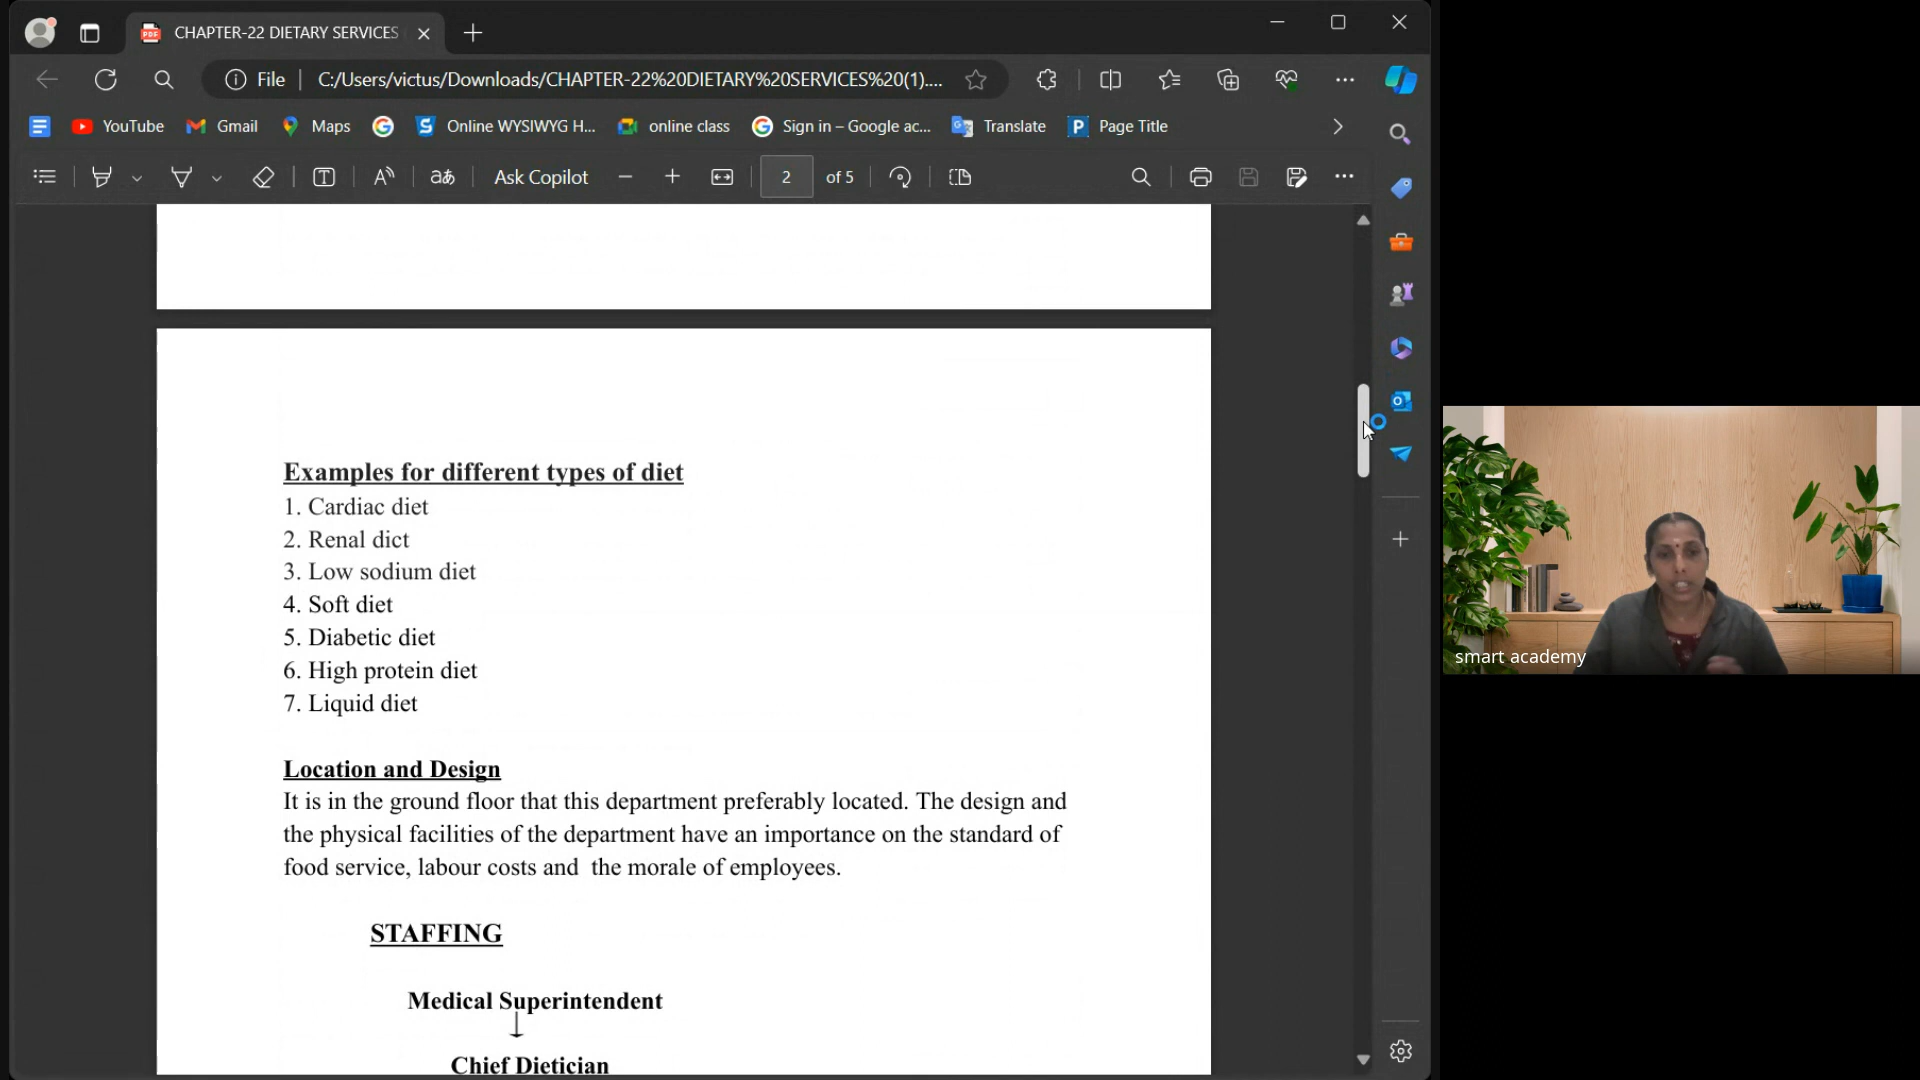 CHAPTER-22 DIETARY SERVICES
File
C:/Users/victus/Downloads/CHAPTER-22%20DIETARY%20SERVICES%20(1)....
YouTube
Gmail
Maps
Online WYSIWYG H...
online class
Sign in – Google ac...
Translate
Page Title
Ask Copilot
2 of 5
Examples for different types of diet
1. Cardiac diet
2. Renal dict
3. Low sodium diet
4. Soft diet
5. Diabetic diet
6. High protein diet
7. Liquid diet
Location and Design
It is in the ground floor that this department preferably located. The design and
the physical facilities of the department have an importance on the standard of
food service, labour costs and the morale of employees.
STAFFING
Medical Superintendent
Chief Dietician
smart academy